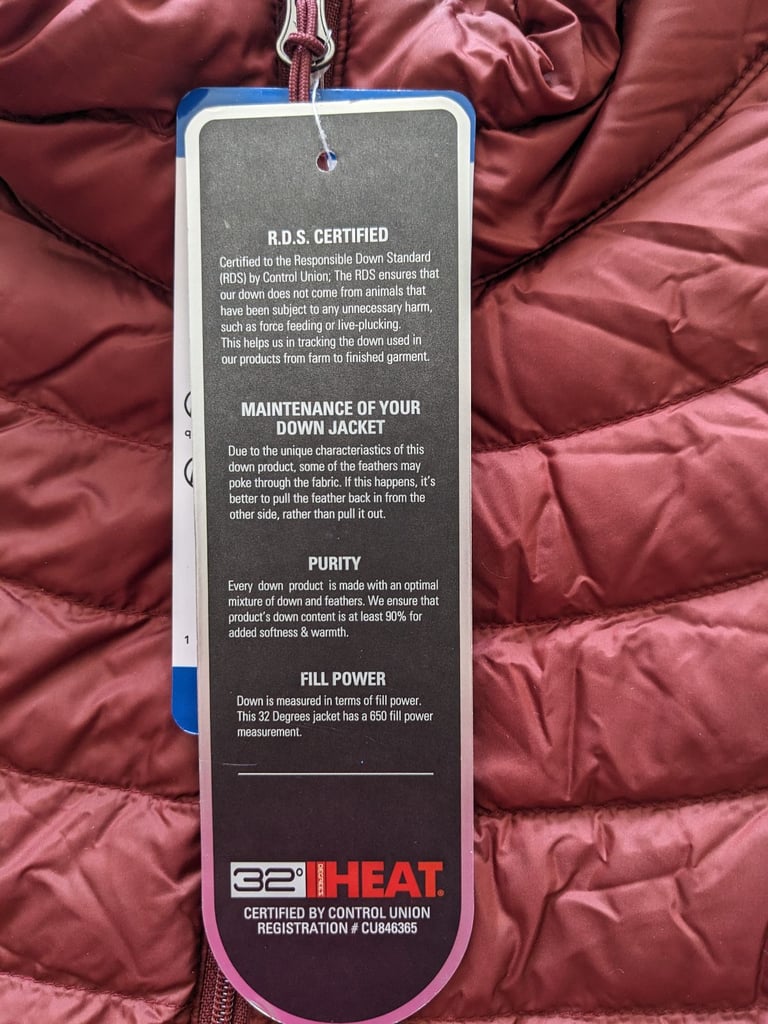 R.D.S. CERTIFIED
Certified to the Responsible Down Standard
(RDS) by Control Union; The RDS ensures that
our down does not come from animals that
have been subject to any unnecessary harm,
such as force feeding or live-plucking.
This helps us in tracking the down used in
our products from farm to finished garment.
MAINTENANCE OF YOUR
DOWN JACKET
Due to the unique characteriastics of this
down product, some of the feathers may
poke through the fabric. If this happens, it's
better to pull the feather back in from the
other side, rather than pull it out.
PURITY
Every down product is made with an optimal
mixture of down and feathers. We ensure that
product's down content is at least 90% for
added softness & warmth.
FILL POWER
Down is measured in terms of fill power.
This 32 Degrees jacket has a 650 fill power
measurement.
32° DEGREES HEAT.
CERTIFIED BY CONTROL UNION
REGISTRATION # CU846365
1